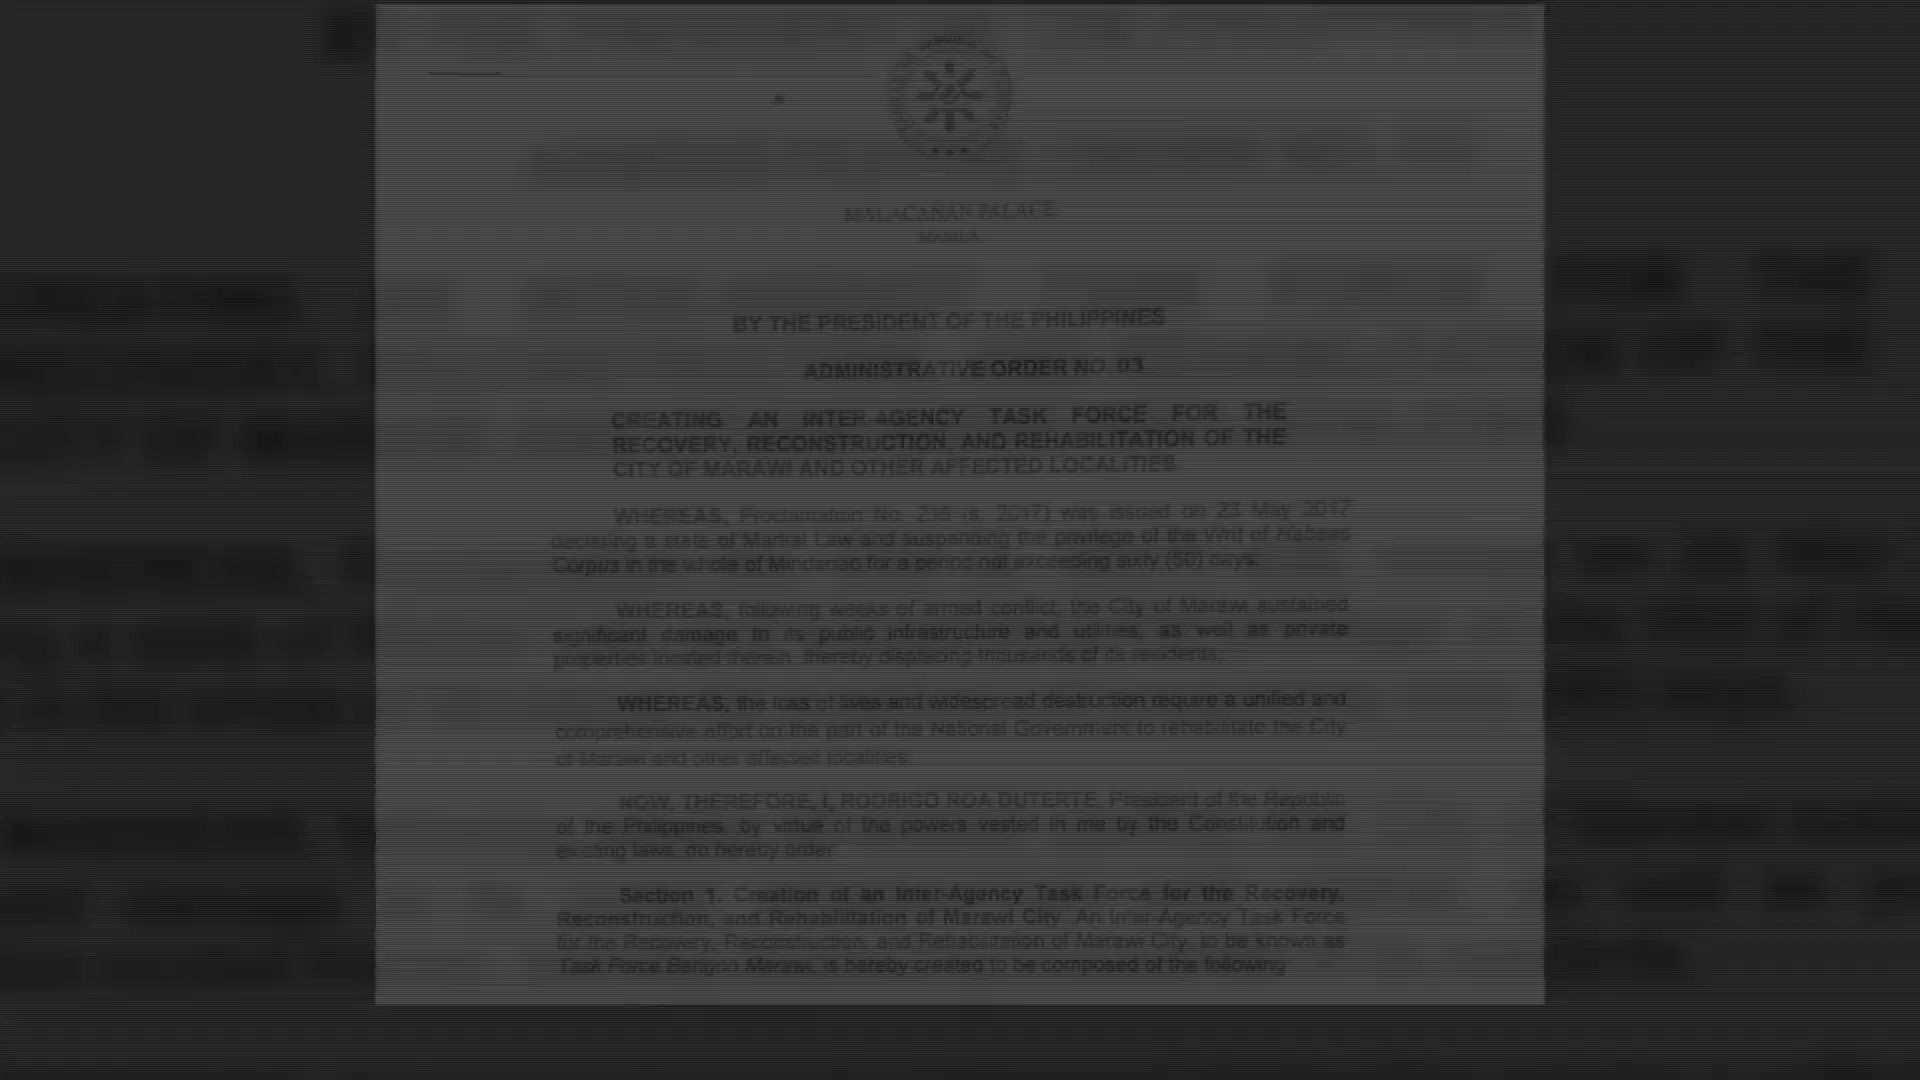 MALACAÑAN PALACE
MANILA
BY THE PRESIDENT OF THE PHILIPPINES
ADMINISTRATIVE ORDER NO. 03
CREATING AN INTER-AGENCY TASK FORCE FOR THE
RECOVERY, RECONSTRUCTION, AND REHABILITATION OF THE
CITY OF MARAWI AND OTHER AFFECTED LOCALITIES
WHEREAS, Proclamation No. 216 (s. 2017) was issued on 23 May 2017
declaring a state of Martial Law and suspending the privilege of the Writ of Habeas
Corpus in the whole of Mindanao for a period not exceeding sixty (60) days;
WHEREAS, following weeks of armed conflict, the City of Marawi sustained
significant damage to its public infrastructure and utilities, as well as private
properties located therein, thereby displacing thousands of its residents;
WHEREAS, the loss of lives and widespread destruction require a unified and
comprehensive effort on the part of the National Government to rehabilitate the City
of Marawi and other affected localities;
NOW, THEREFORE, I, RODRIGO ROA DUTERTE, President of the Republic
of the Philippines, by virtue of the powers vested in me by the Constitution and
existing laws, do hereby order:
Section 1. Creation of an Inter-Agency Task Force for the Recovery,
Reconstruction, and Rehabilitation of Marawi City. An Inter-Agency Task Force
for the Recovery, Reconstruction, and Rehabilitation of Marawi City, to be known as
Task Force Bangon Marawi, is hereby created to be composed of the following